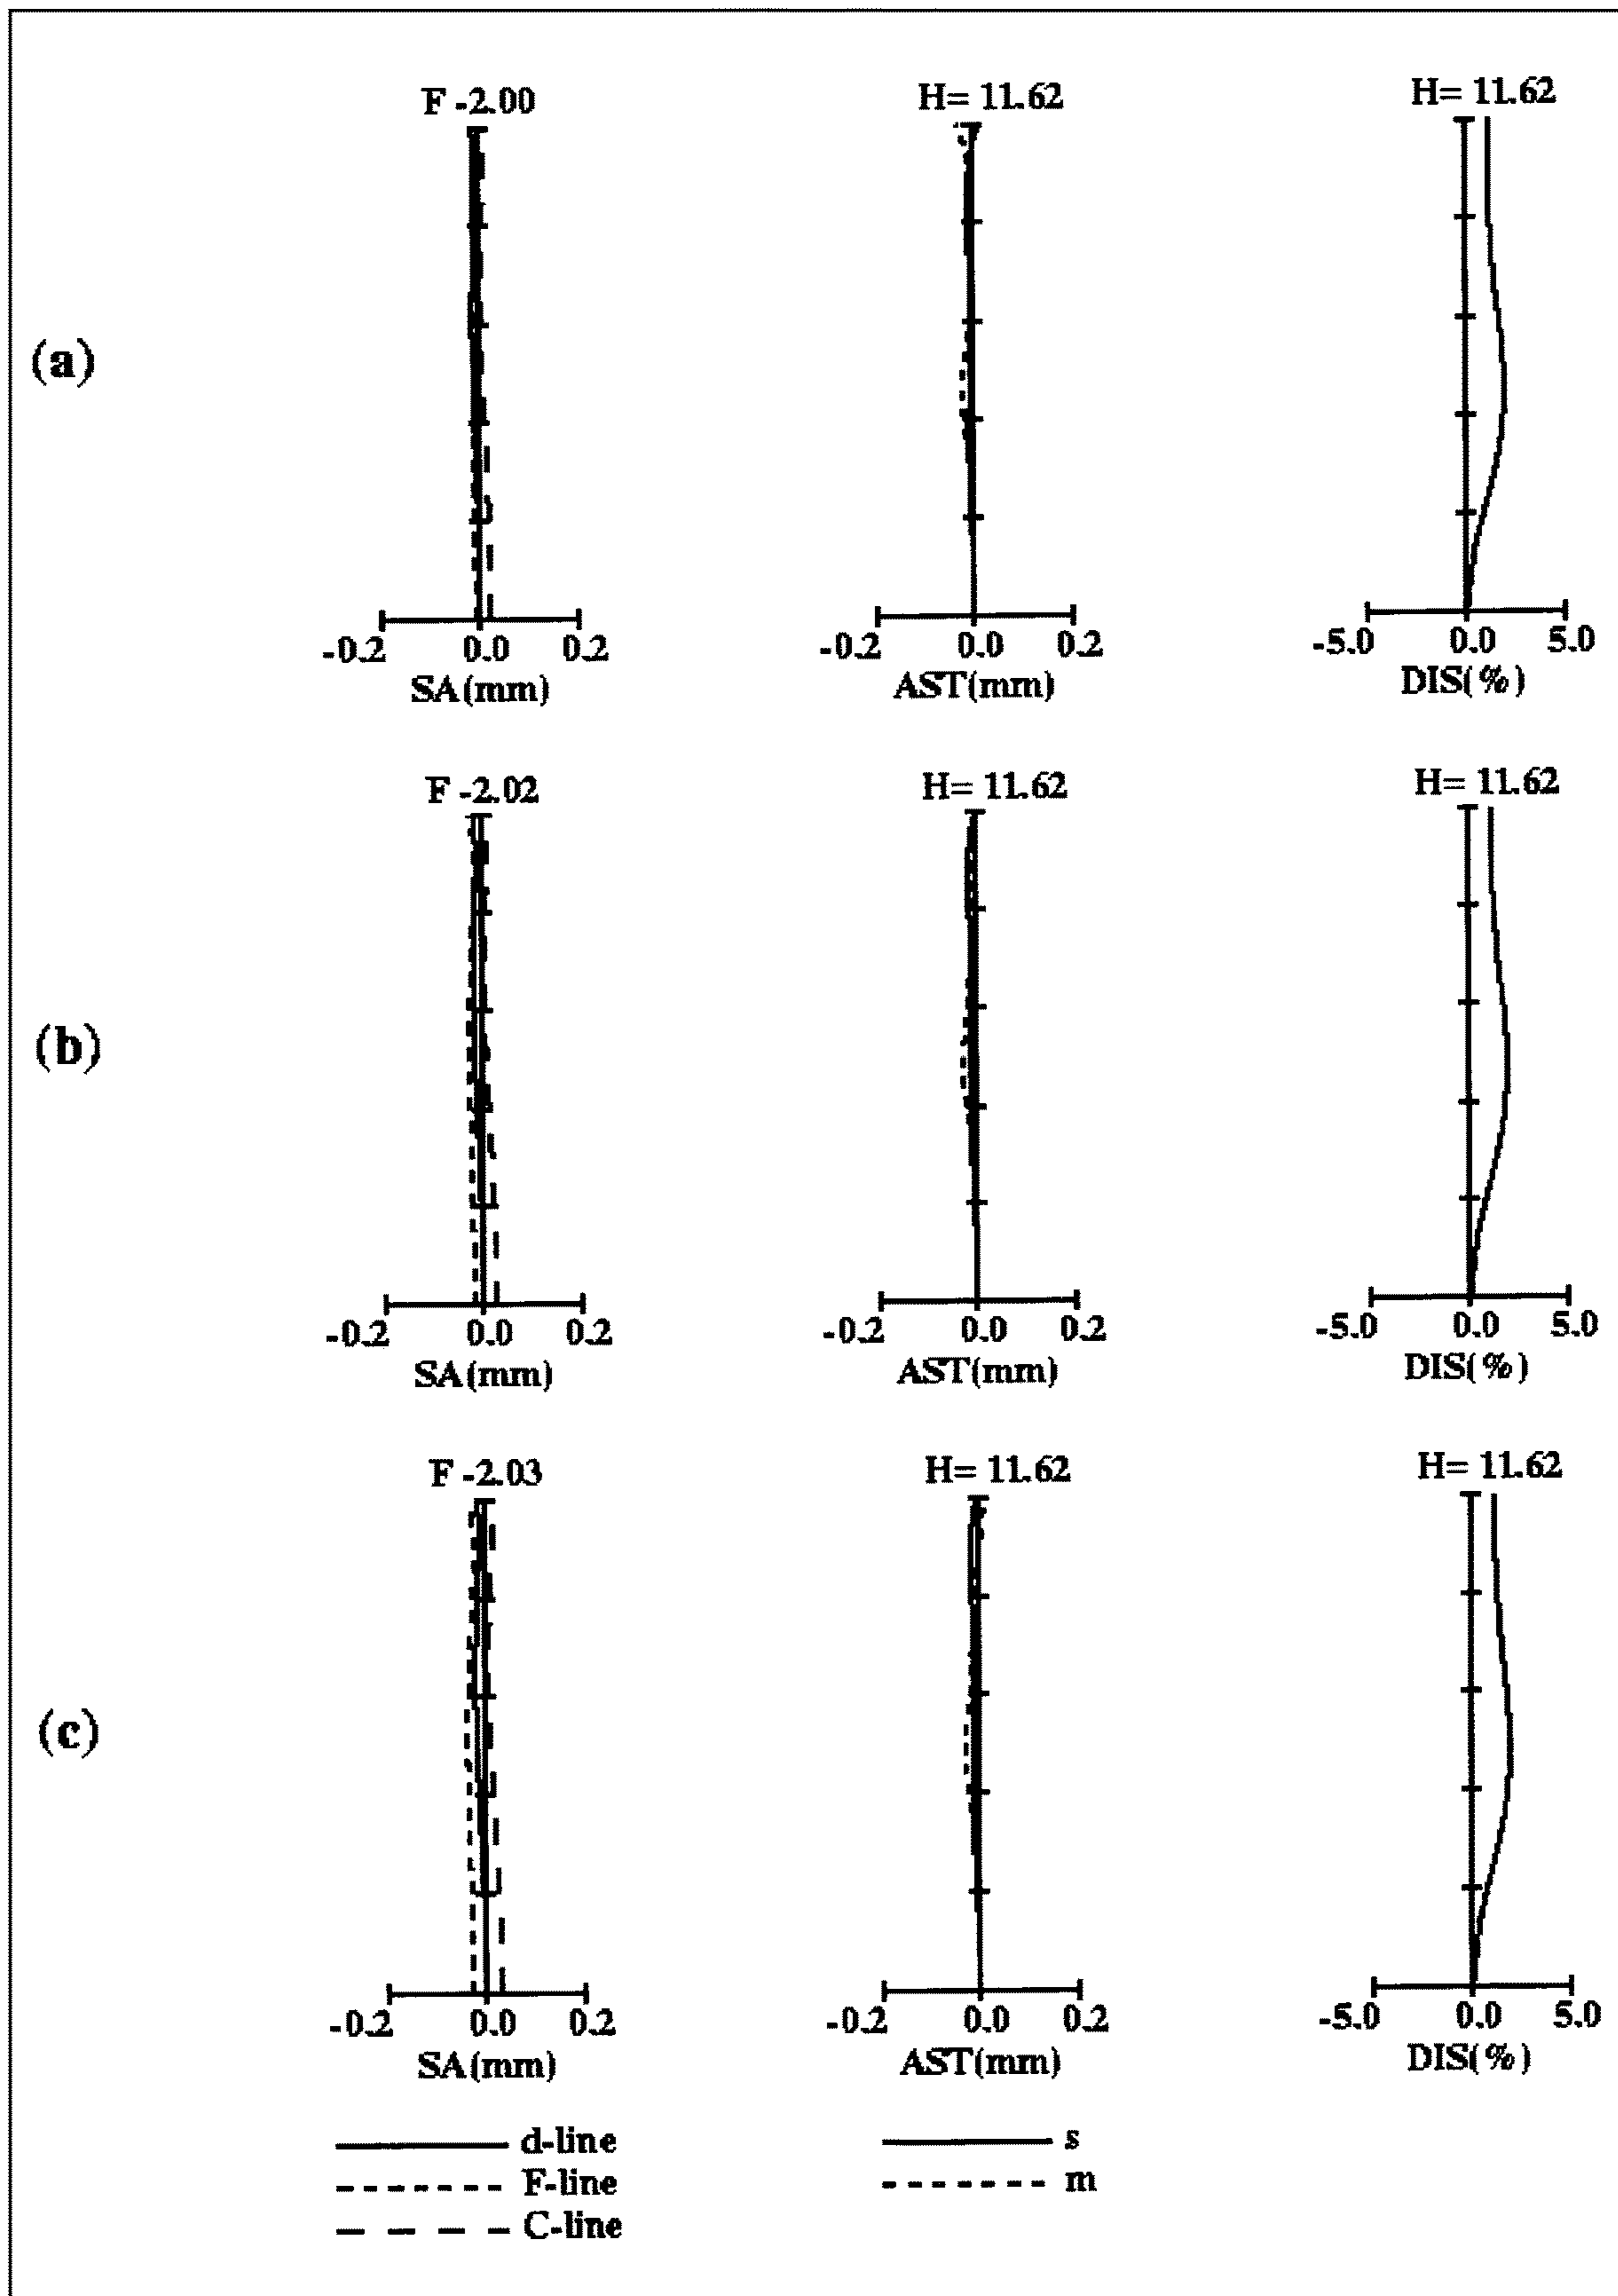 F -2.00
H= 11.62
H= 11.62
(a)
-0.2 0.0 0.2
SA(mm)
-0.2 0.0 0.2
AST(mm)
-5.0 0.0 5.0
DIS(%)
F -2.02
H= 11.62
H= 11.62
(b)
-0.2 0.0 0.2
SA(mm)
-0.2 0.0 0.2
AST(mm)
-5.0 0.0 5.0
DIS(%)
F -2.03
H= 11.62
H= 11.62
(c)
-0.2 0.0 0.2
SA(mm)
-0.2 0.0 0.2
AST(mm)
-5.0 0.0 5.0
DIS(%)
d-line
F-line
C-line
s
m